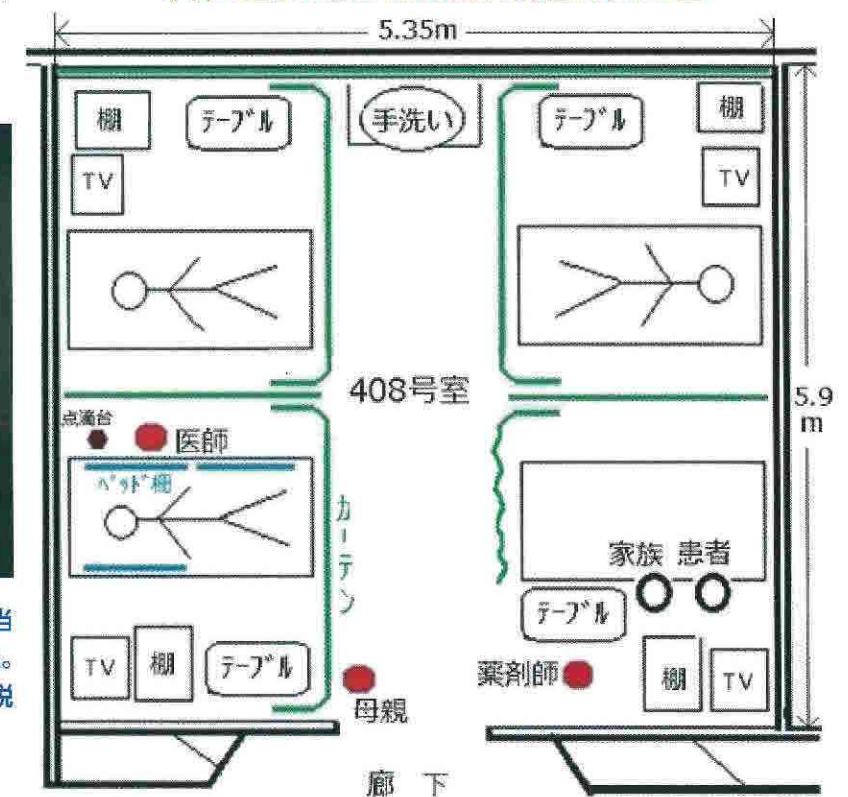 5.35m
棚
テーブル
手洗い
テーブル
棚
TV
TV
408号室
5.9
m
点滴台
医師
ベッド柵
カーテン
家族 患者
テーブル
当
。
TV
棚
テーブル
母親
薬剤師
棚
TV
廊 下